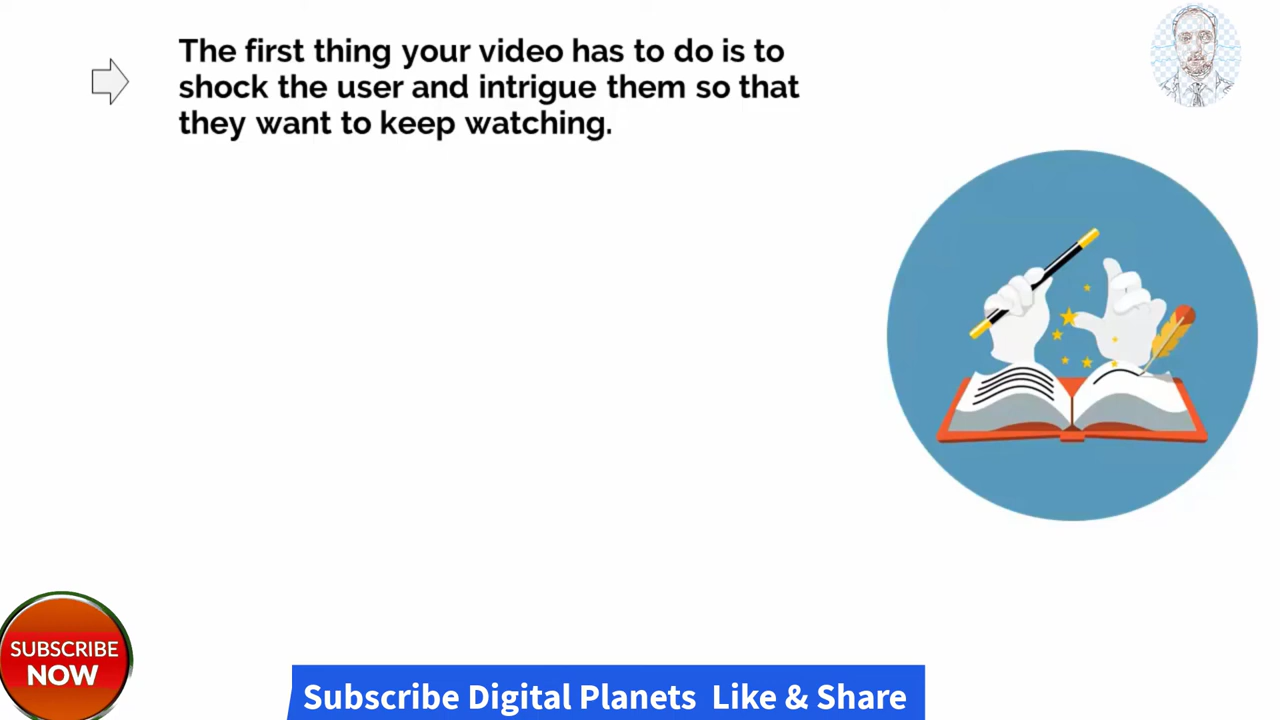 The first thing your video has to do is to
shock the user and intrigue them so that
they want to keep watching.
SUBSCRIBE
NOW
Subscribe Digital Planets  Like & Share